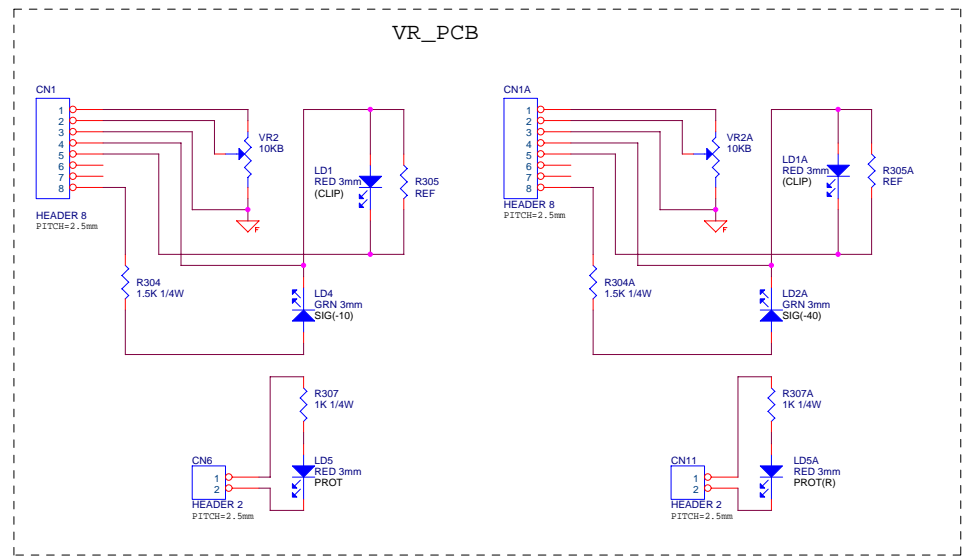 VR_PCB
CN1
1
2
3
4
5
6
7
8
HEADER 8
PITCH=2.5mm
VR2
10KB
F
LD1
RED 3mm
(CLIP)
R305
REF
R304
1.5K 1/4W
LD4
GRN 3mm
SIG(-10)
R307
1K 1/4W
CN6
1
2
HEADER 2
PITCH=2.5mm
LD5
RED 3mm
PROT
CN1A
1
2
3
4
5
6
7
8
HEADER 8
PITCH=2.5mm
VR2A
10KB
F
LD1A
RED 3mm
(CLIP)
R305A
REF
R304A
1.5K 1/4W
LD2A
GRN 3mm
SIG(-40)
R307A
1K 1/4W
CN11
1
2
HEADER 2
PITCH=2.5mm
LD5A
RED 3mm
PROT(R)